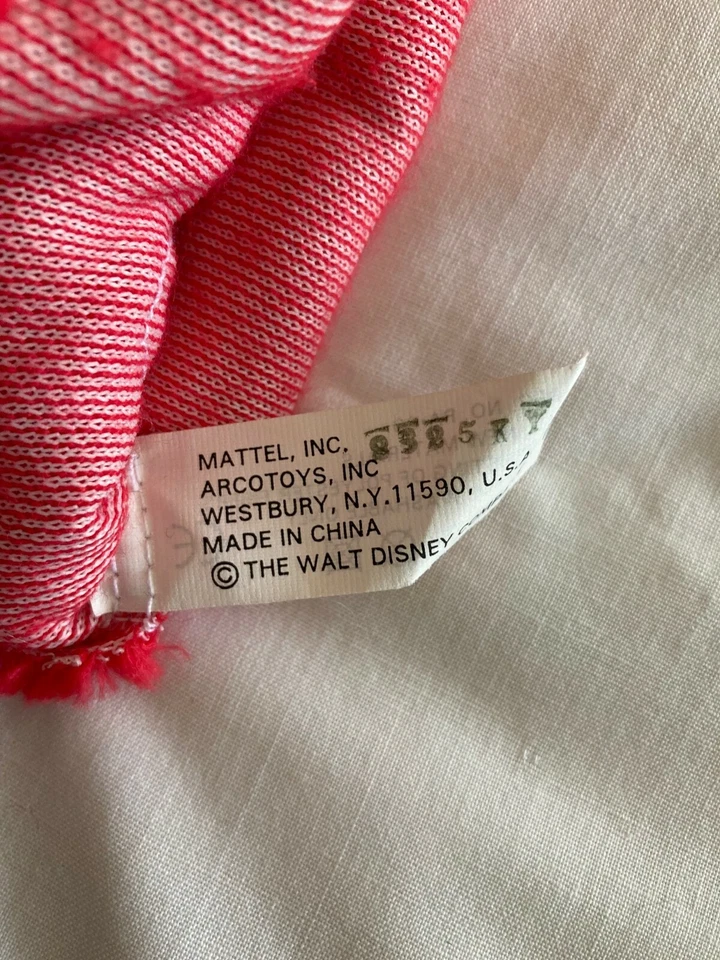 MATTEL, INC.
ARCOTOYS, INC
WESTBURY, N.Y.11590, U.S.A
MADE IN CHINA
© THE WALT DISNEY